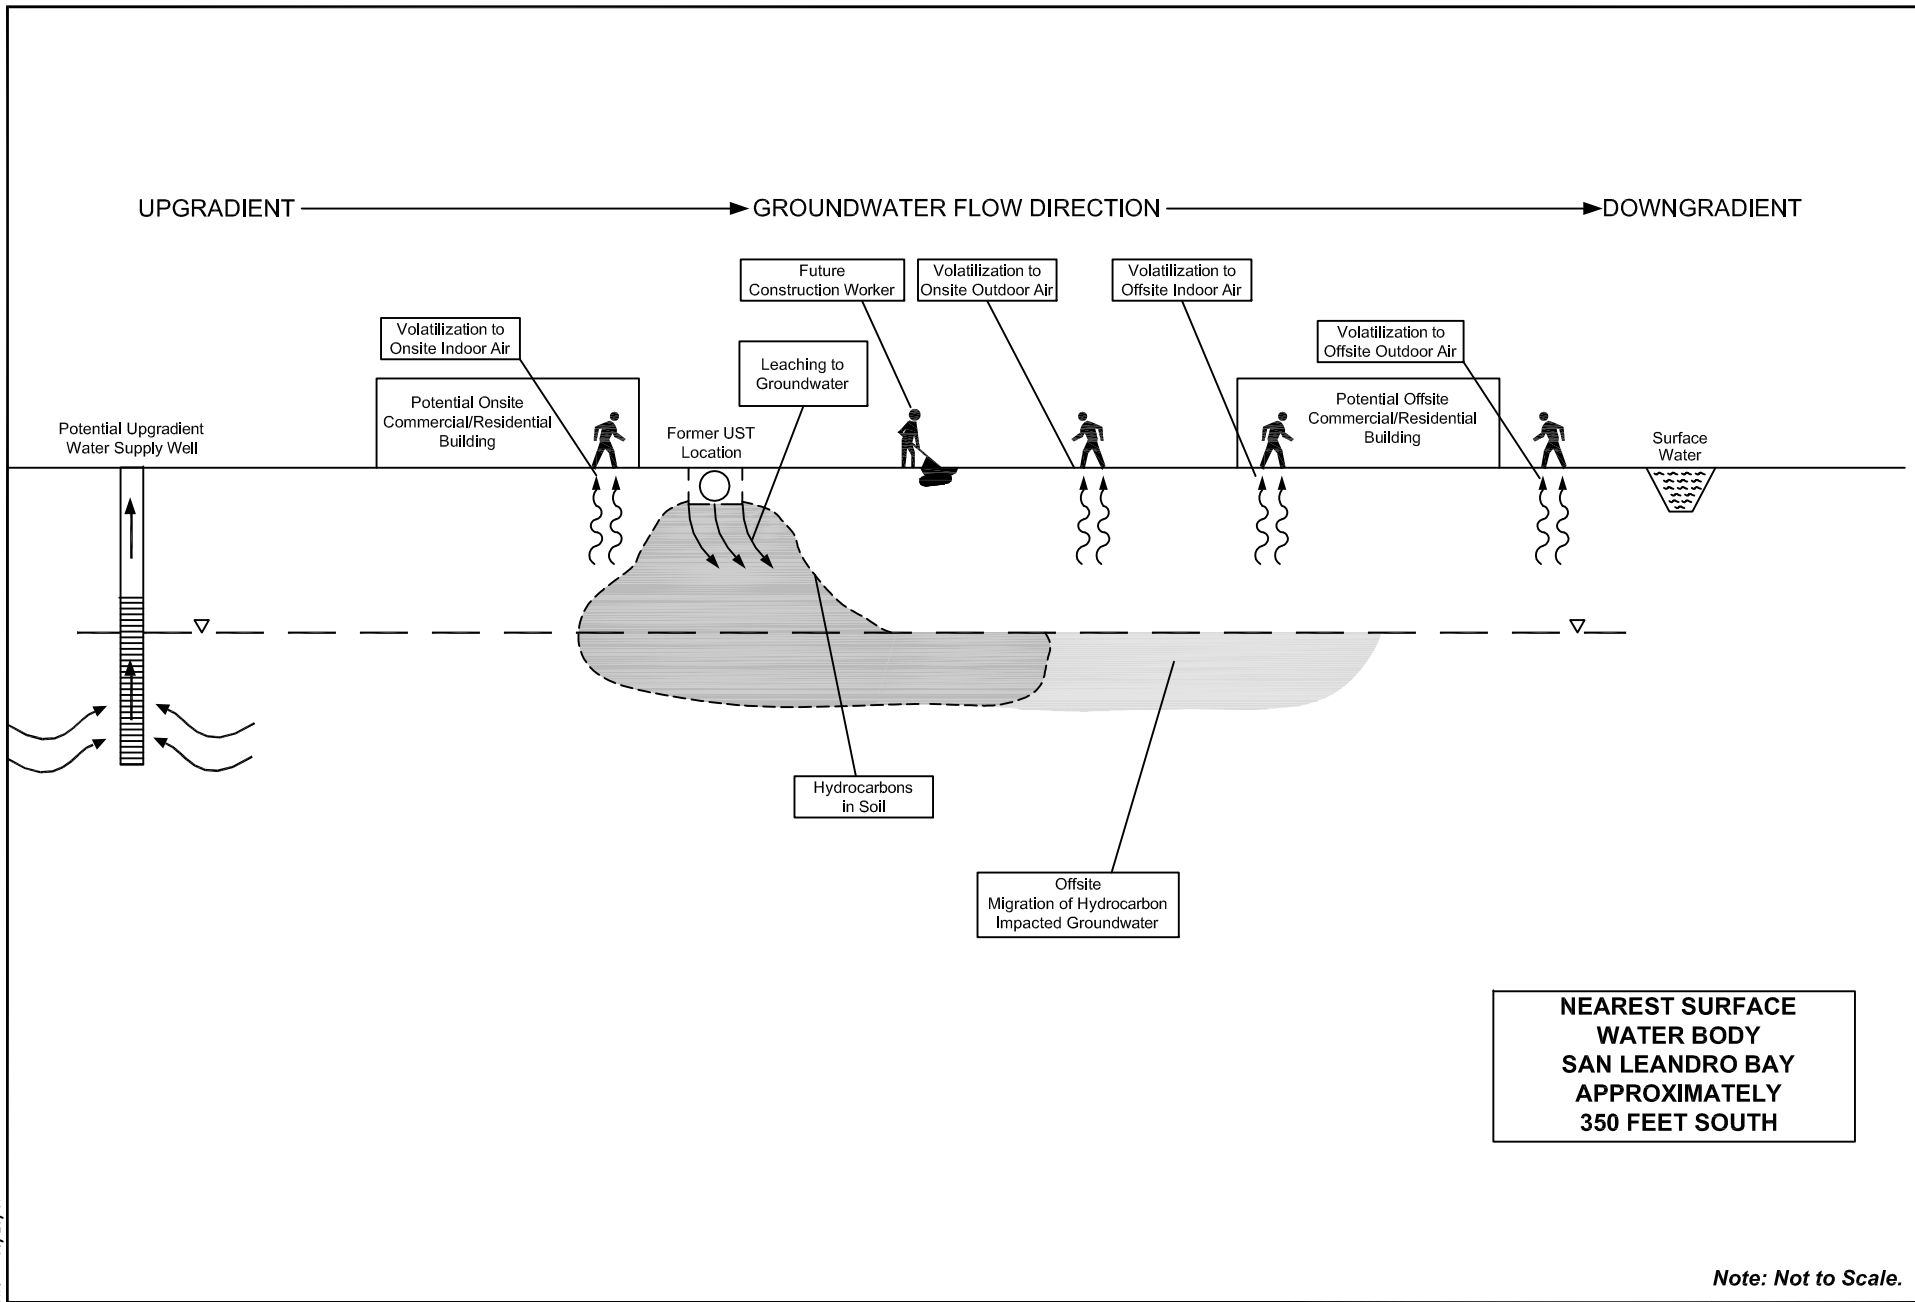 UPGRADIENT
GROUNDWATER FLOW DIRECTION
DOWNGRADIENT
Future
Construction Worker
Volatilization to
Onsite Outdoor Air
Volatilization to
Offsite Indoor Air
Volatilization to
Onsite Indoor Air
Volatilization to
Offsite Outdoor Air
Leaching to
Groundwater
Potential Upgradient
Water Supply Well
Potential Onsite
Commercial/Residential
Building
Former UST
Location
Potential Offsite
Commercial/Residential
Building
Surface
Water
Hydrocarbons
in Soil
Offsite
Migration of Hydrocarbon
Impacted Groundwater
NEAREST SURFACE
WATER BODY
SAN LEANDRO BAY
APPROXIMATELY
350 FEET SOUTH
Note: Not to Scale.